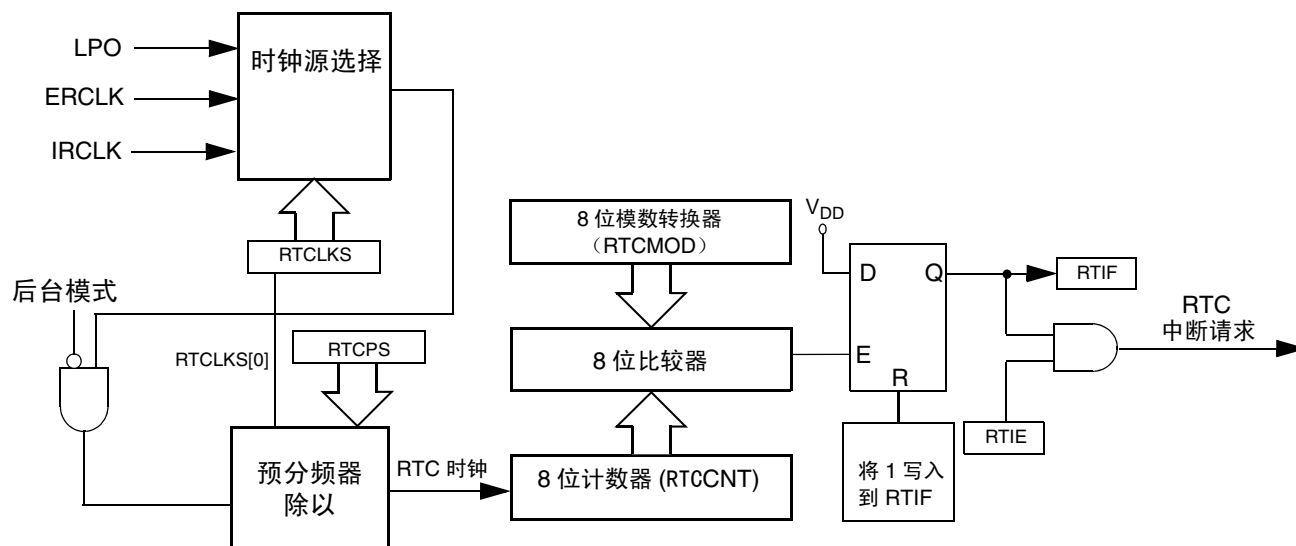 LPO
ERCLK
IRCLK
时钟源选择
RTCLKS
后台模式
RTCLKS[0]
RTCPS
预分频器
除以
RTC 时钟
8 位模数转换器
（RTCMOD）
8 位比较器
8 位计数器 (RTCCNT)
VDD
D
Q
E
R
将 1 写入
到 RTIF
RTIF
RTIE
RTC
中断请求